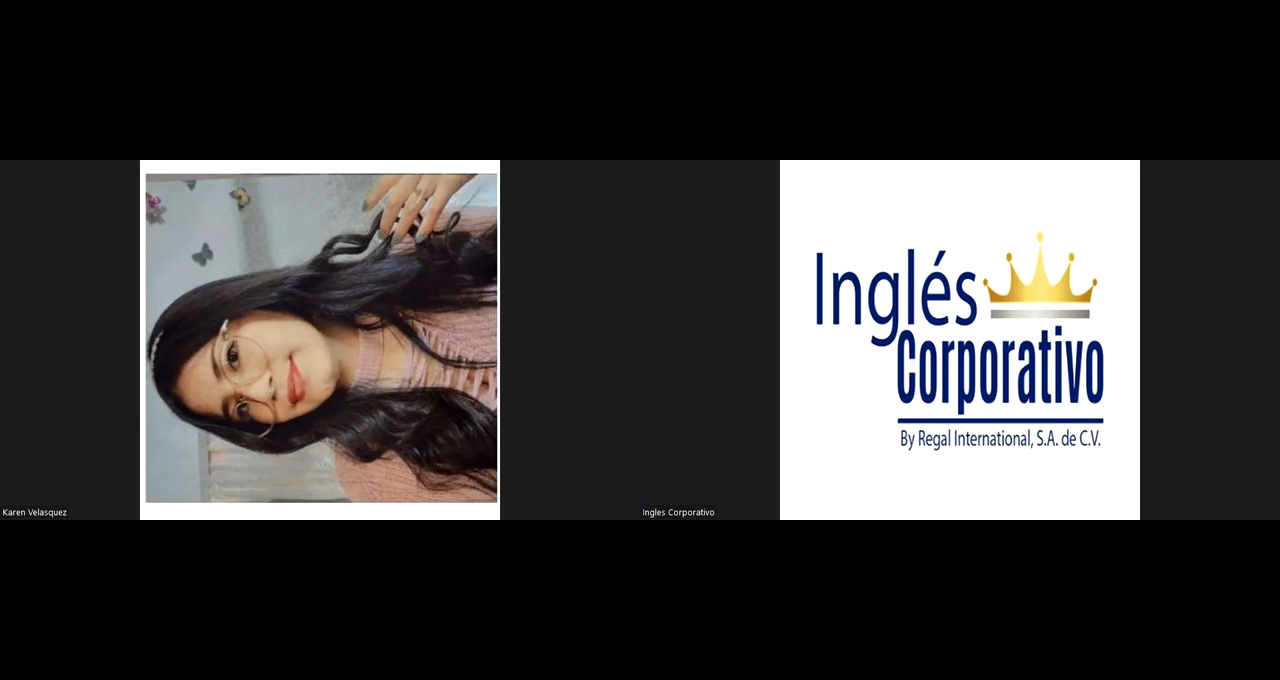 Inglés
Corporativo
By Regal International, S.A. de C.V.
Karen Velasquez
Ingles Corporativo